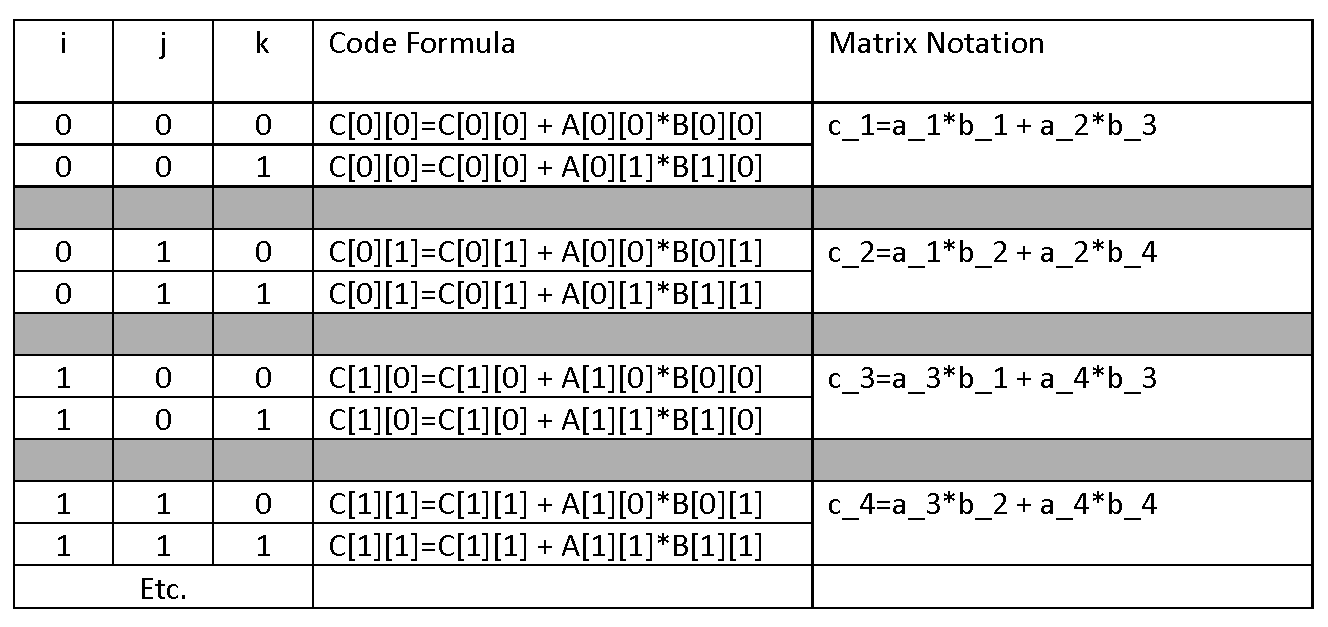 i j k Code Formula Matrix Notation
0 0 0 C[0][0]=C[0][0] + A[0][0]*B[0][0] c_1=a_1*b_1 + a_2*b_3
0 0 1 C[0][0]=C[0][0] + A[0][1]*B[1][0]
0 1 0 C[0][1]=C[0][1] + A[0][0]*B[0][1] c_2=a_1*b_2 + a_2*b_4
0 1 1 C[0][1]=C[0][1] + A[0][1]*B[1][1]
1 0 0 C[1][0]=C[1][0] + A[1][0]*B[0][0] c_3=a_3*b_1 + a_4*b_3
1 0 1 C[1][0]=C[1][0] + A[1][1]*B[1][0]
1 1 0 C[1][1]=C[1][1] + A[1][0]*B[0][1] c_4=a_3*b_2 + a_4*b_4
1 1 1 C[1][1]=C[1][1] + A[1][1]*B[1][1]
Etc.